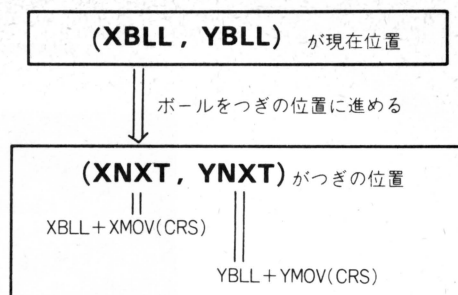 (XBLL, YBLL) が現在位置
ボールをつぎの位置に進める
(XNXT, YNXT)がつぎの位置
XBLL+XMOV(CRS)
YBLL+YMOV(CRS)